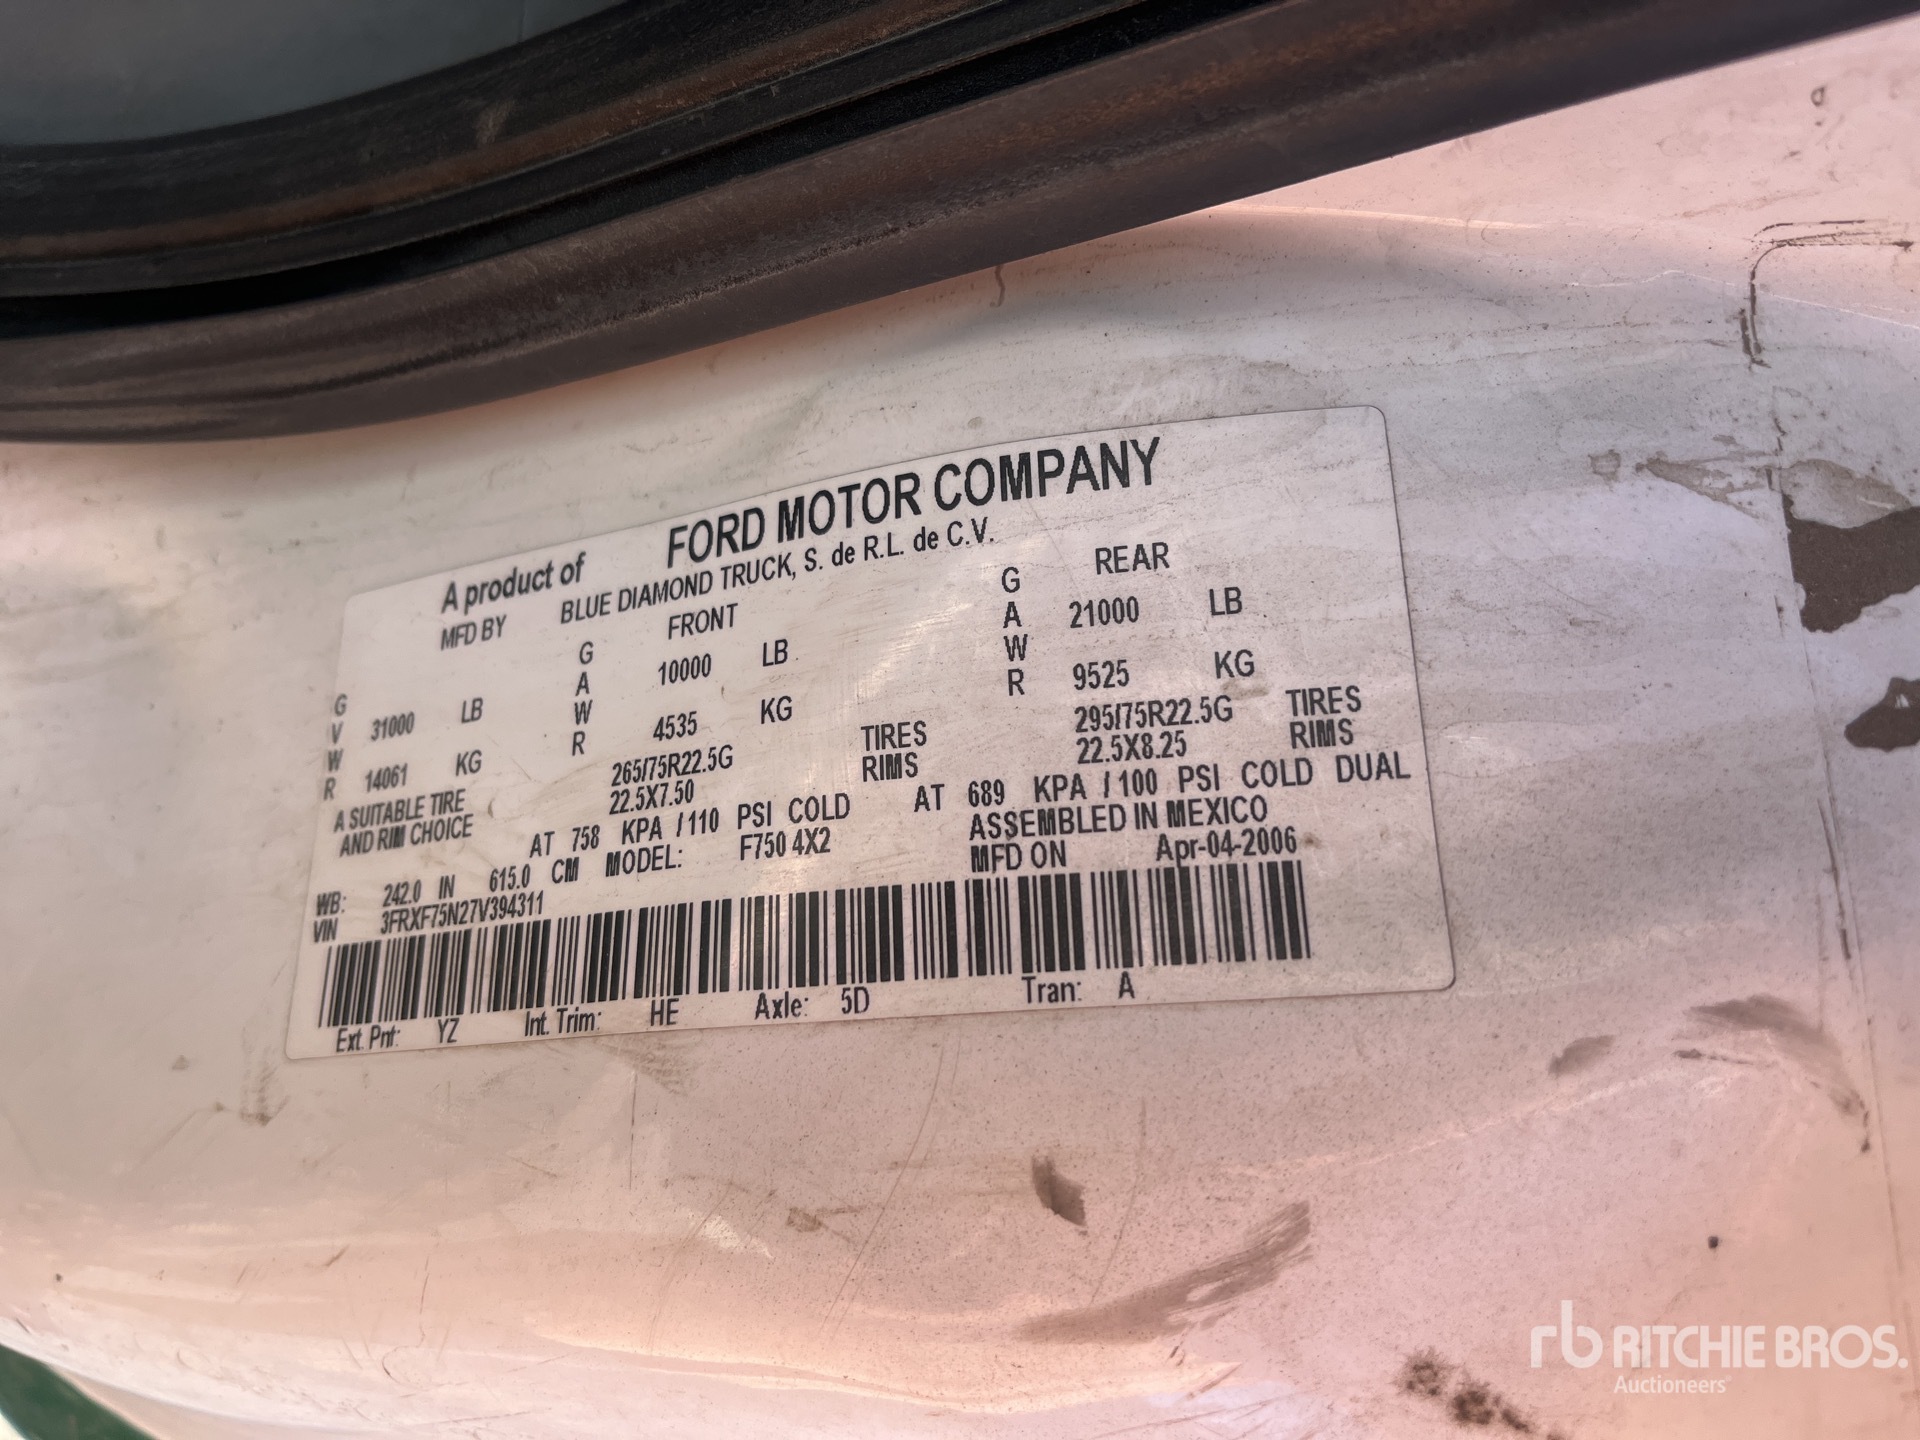 A product of FORD MOTOR COMPANY
MFD BY BLUE DIAMOND TRUCK, S. de R.L. de C.V.
FRONT REAR
GVWR 31000 LB GAWR 10000 LB GAWR 21000 LB
14061 KG 4535 KG 9525 KG
A SUITABLE TIRE 265/75R22.5G TIRES 295/75R22.5G TIRES
AND RIM CHOICE 22.5X7.50 RIMS 22.5X8.25 RIMS
AT 758 KPA / 110 PSI COLD AT 689 KPA / 100 PSI COLD DUAL
WB: 242.0 IN 615.0 CM MODEL: F750 4X2 ASSEMBLED IN MEXICO
VIN 3FRXF75N27V394311 MFD ON Apr-04-2006
Ext. Pnt: YZ Int. Trim: HE Axle: 5D Tran: A
rb RITCHIE BROS.
Auctioneers